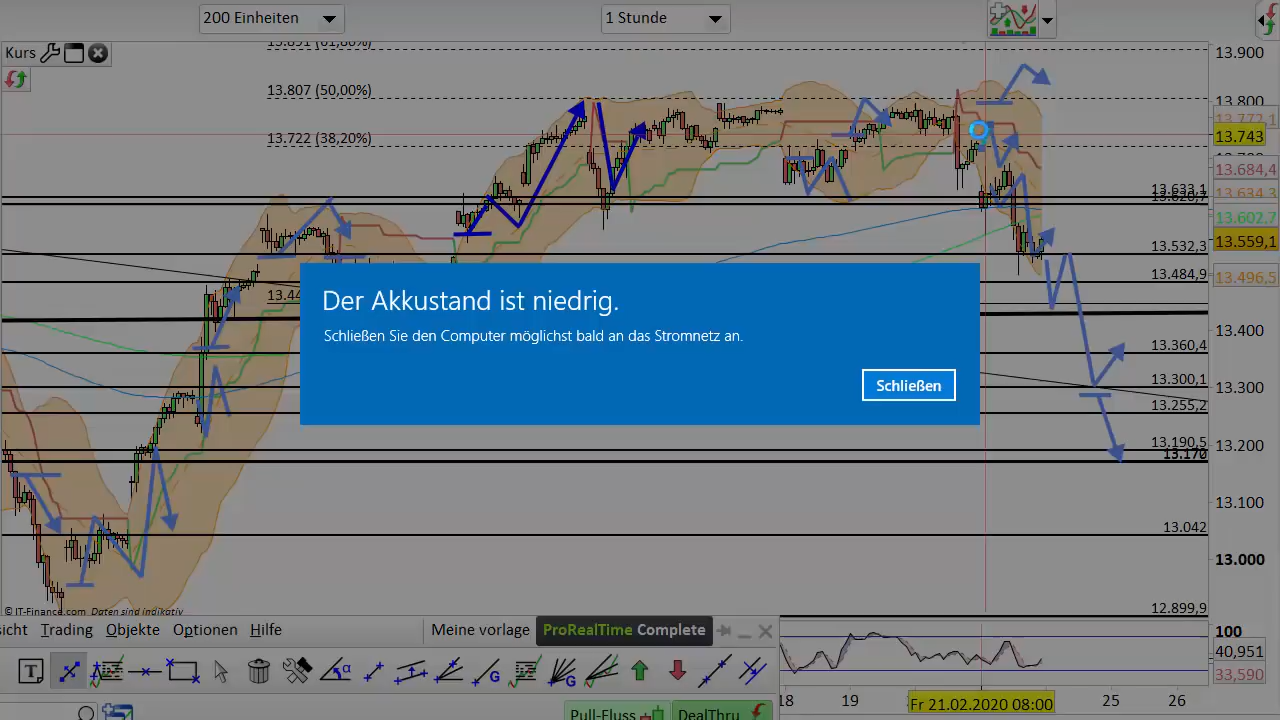 200 Einheiten
1 Stunde
Kurs
13.891 (61,80%)
13.807 (50,00%)
13.722 (38,20%)
13.900
13.800
13.772,1
13.743
13.684,4
13.633,1
13.634,3
13.602,7
13.559,1
13.532,3
13.496,5
13.484,9
Der Akkustand ist niedrig.
Schließen Sie den Computer möglichst bald an das Stromnetz an.
Schließen
13.400
13.360,4
13.300,1
13.300
13.255,2
13.200
13.190,5
13.170
13.100
13.042
13.000
© IT-Finance.com Daten sind indikativ
12.899,9
sicht Trading Objekte Optionen Hilfe
Meine vorlage
ProRealTime Complete
100
40,951
33,590
18 19 Fr 21.02.2020 08:00 25 26
Pull-Fluss
DealThru